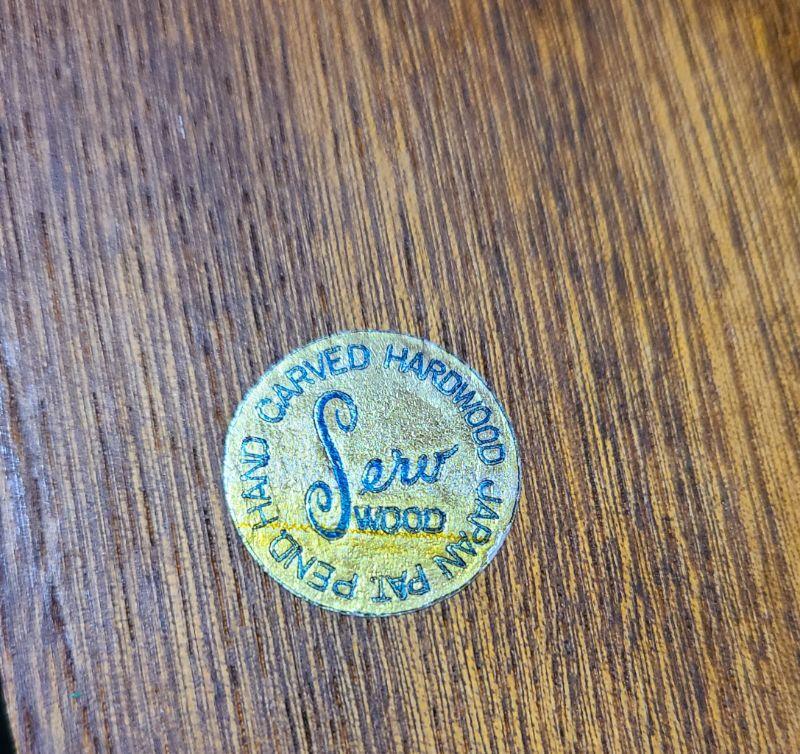 HAND CARVED HARDWOOD JAPAN PAT. PEND.
Serv
WOOD